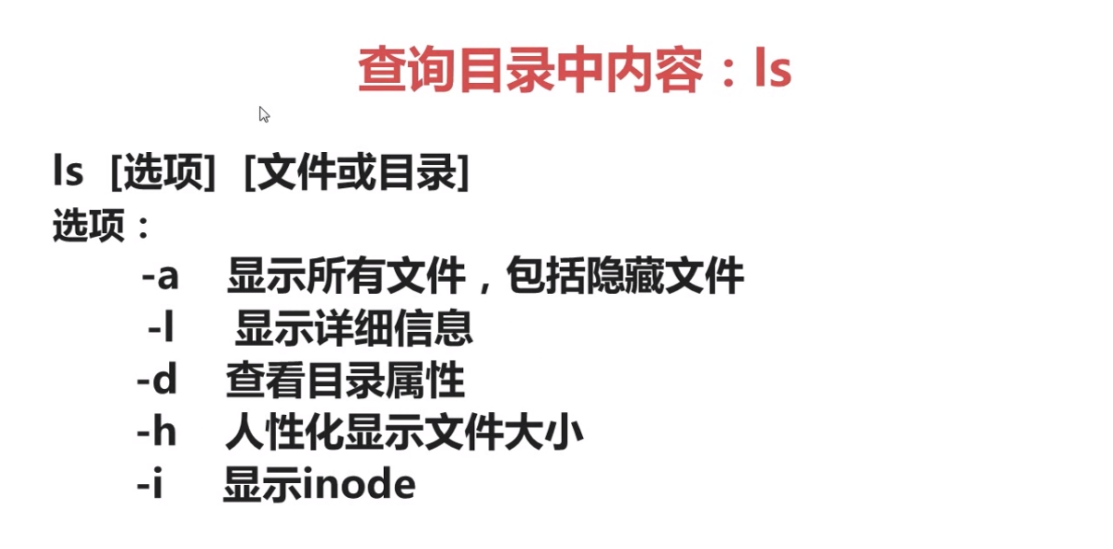 查询目录中内容：ls
ls [选项] [文件或目录]
选项：
-a 显示所有文件，包括隐藏文件
-l 显示详细信息
-d 查看目录属性
-h 人性化显示文件大小
-i 显示inode